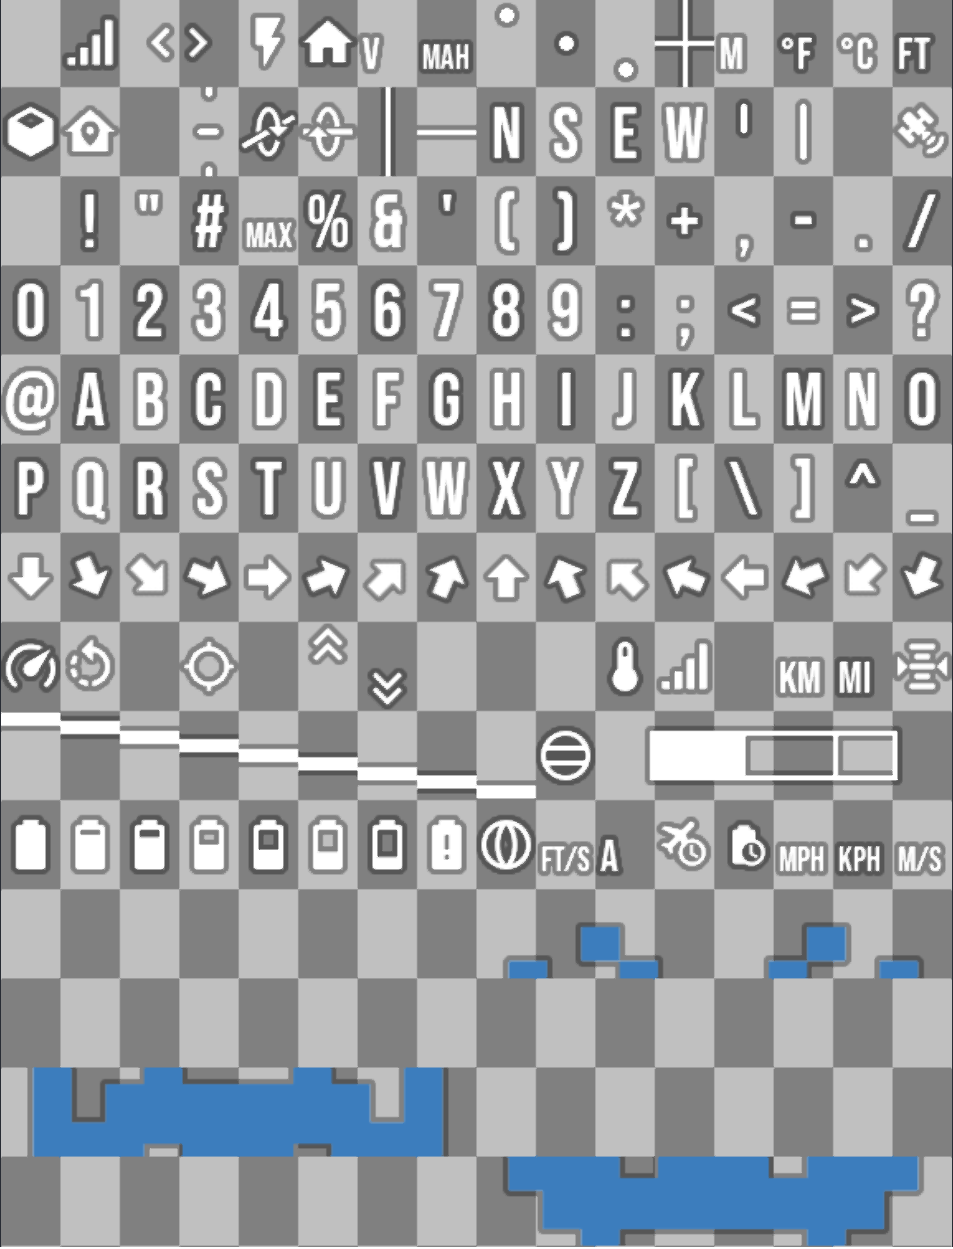 V MAH M °F °C FT
N S E W ' |
! " # MAX % & ' ( ) * + , - . /
0 1 2 3 4 5 6 7 8 9 : ; < = > ?
@ A B C D E F G H I J K L M N O
P Q R S T U V W X Y Z [ \ ] ^ _
KM MI
FT/S A MPH KPH M/S